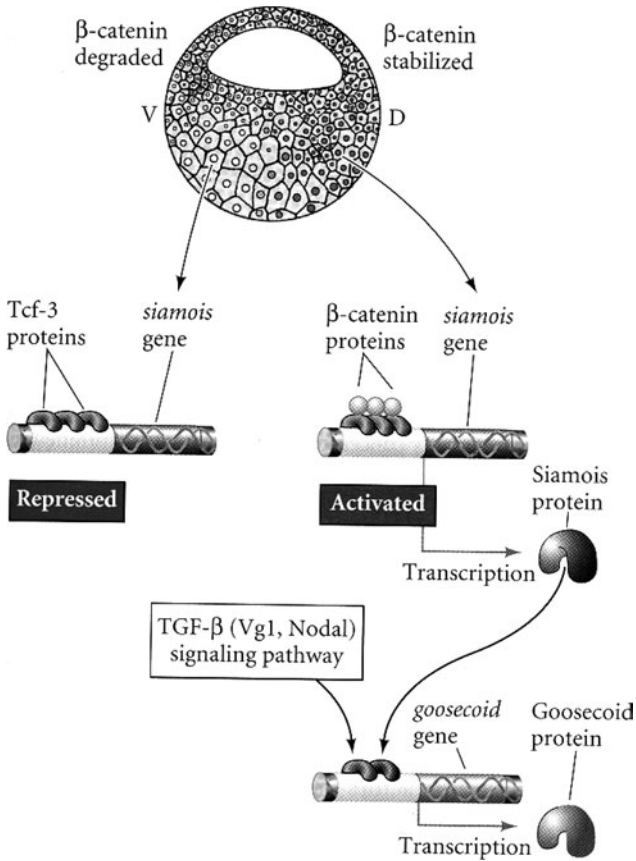 β-catenin
degraded
β-catenin
stabilized
V
D
Tcf-3
proteins
siamois
gene
β-catenin
proteins
siamois
gene
Repressed
Activated
Siamois
protein
Transcription
TGF-β (Vg1, Nodal)
signaling pathway
goosecoid
gene
Goosecoid
protein
Transcription